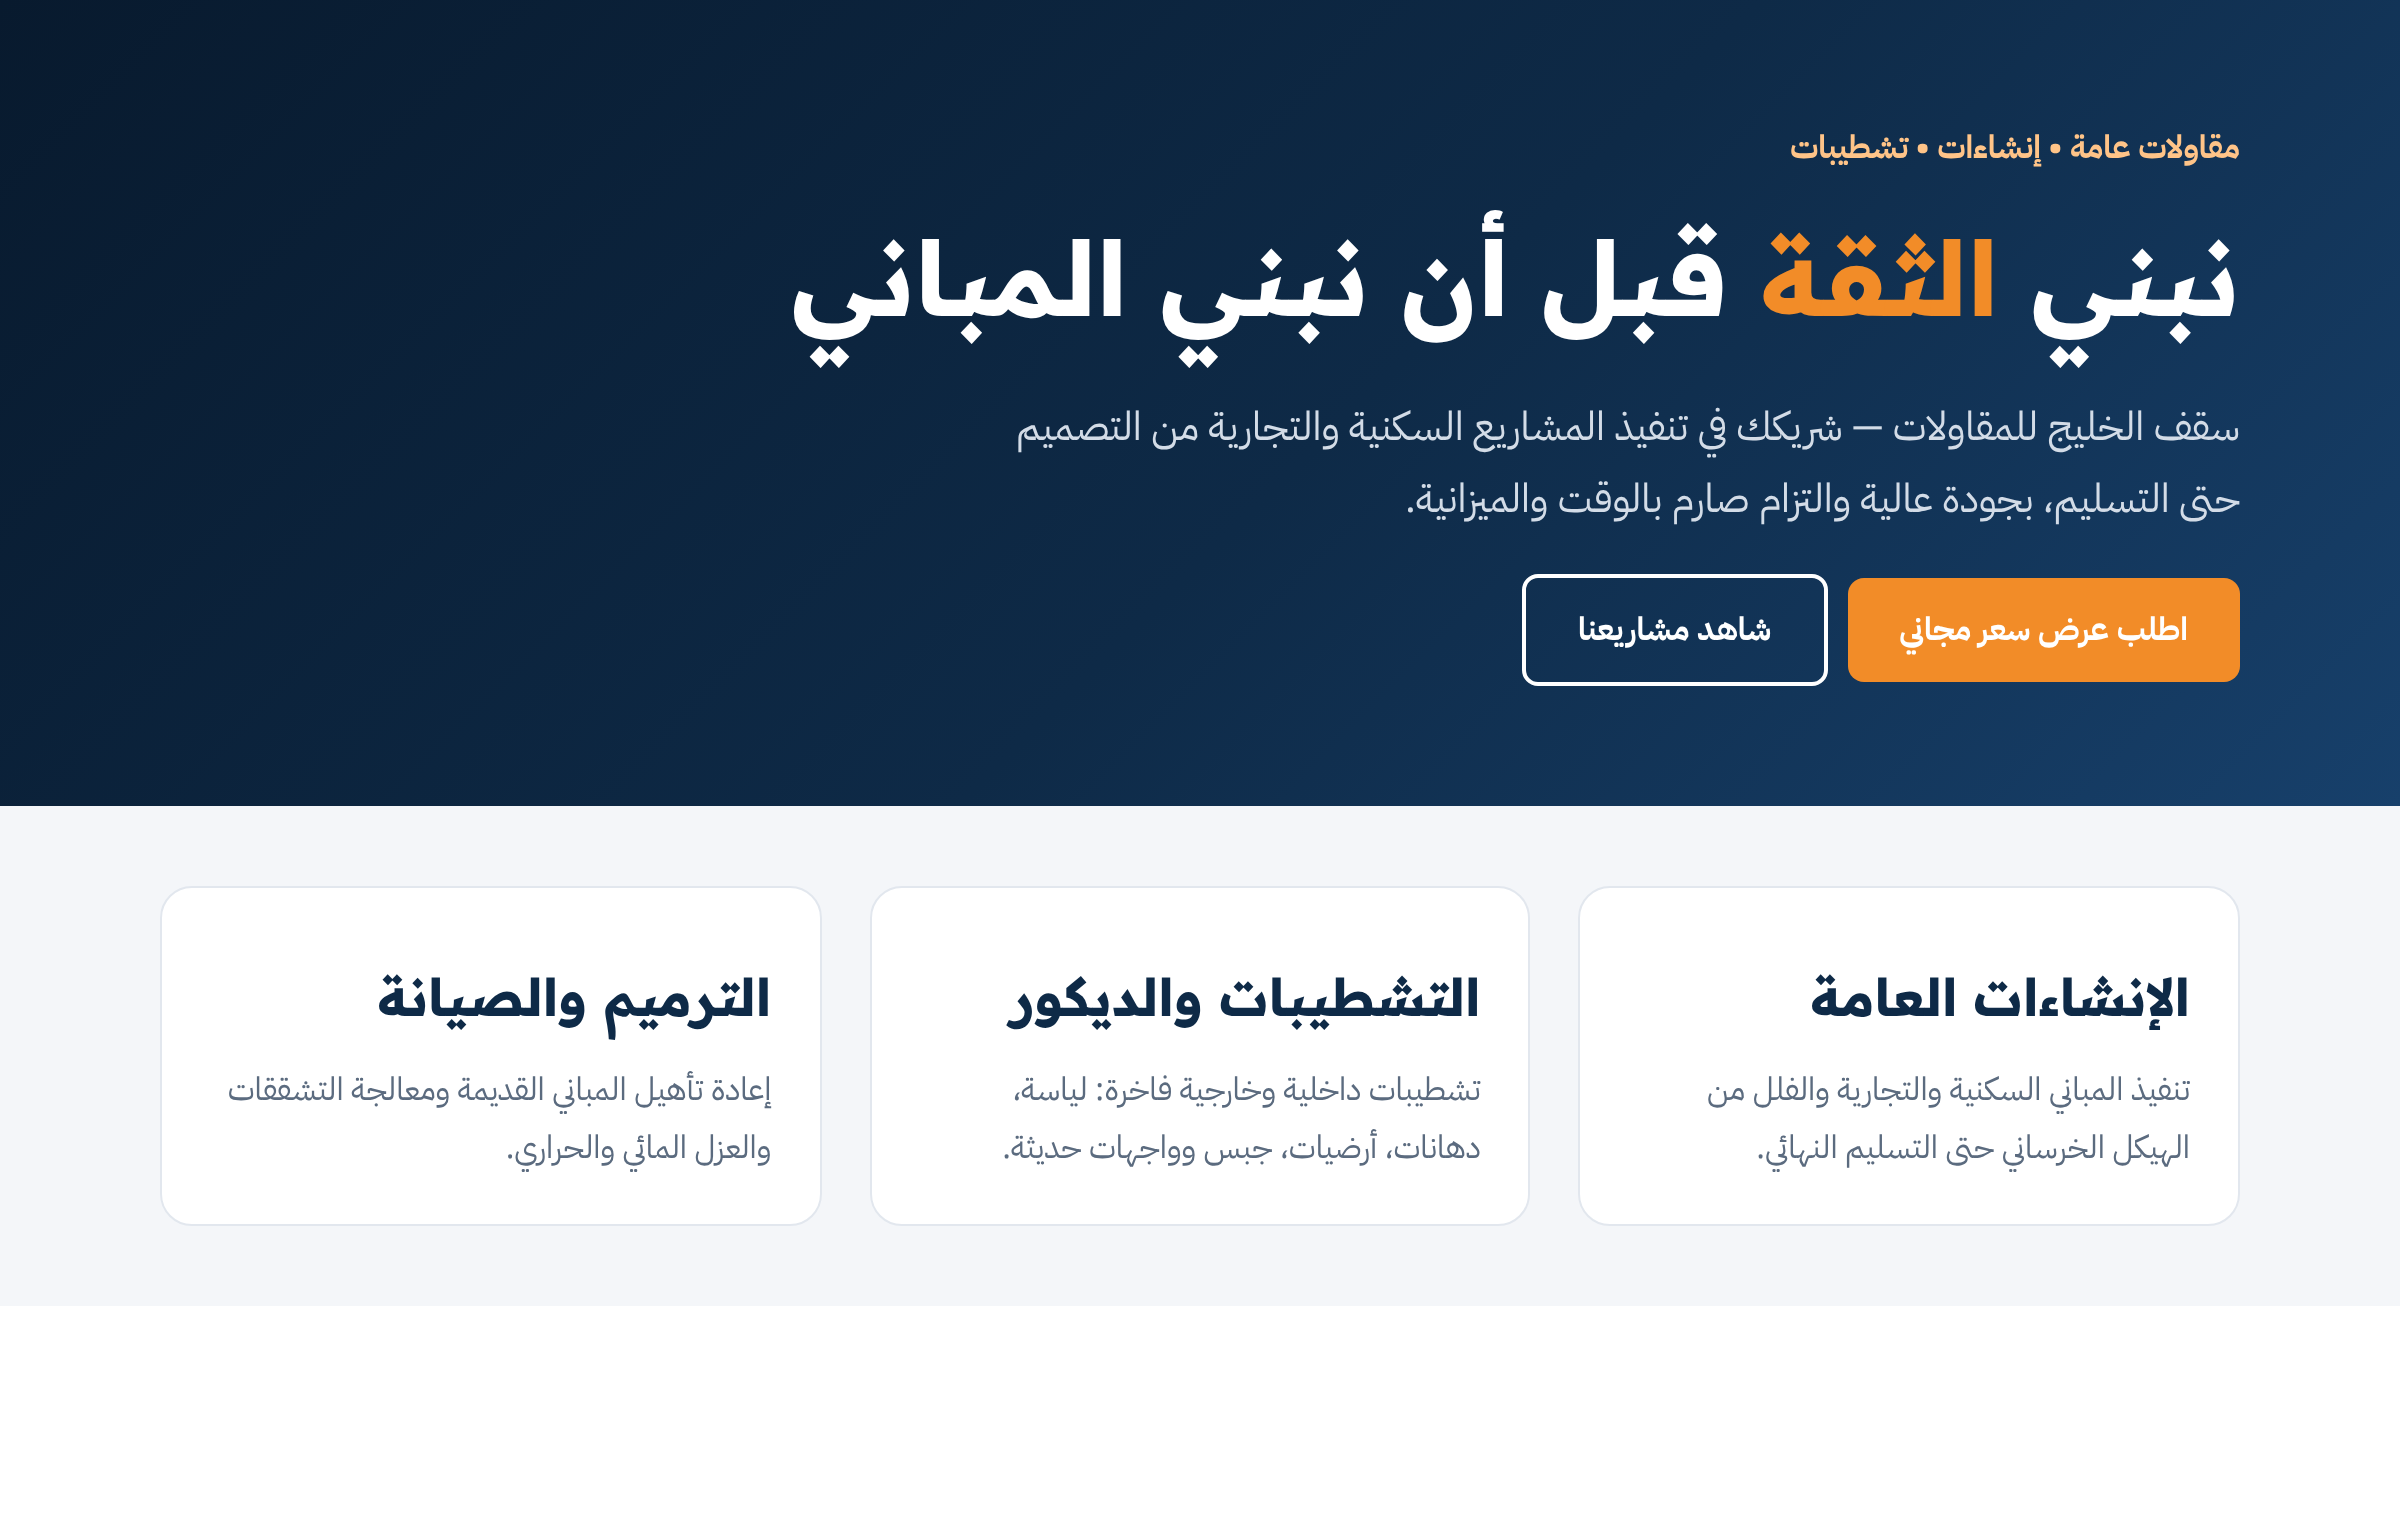 مقاولات عامة • إنشاءات • تشطيبات
نبني الثقة قبل أن نبني المباني
سقف الخليج للمقاولات — شريكك في تنفيذ المشاريع السكنية والتجارية من التصميم
حتى التسليم، بجودة عالية والتزام صارم بالوقت والميزانية.
اطلب عرض سعر مجاني
شاهد مشاريعنا
الإنشاءات العامة
تنفيذ المباني السكنية والتجارية والفلل من
الهيكل الخرساني حتى التسليم النهائي.
التشطيبات والديكور
تشطيبات داخلية وخارجية فاخرة: لياسة،
دهانات، أرضيات، جبس وواجهات حديثة.
الترميم والصيانة
إعادة تأهيل المباني القديمة ومعالجة التشققات
والعزل المائي والحراري.